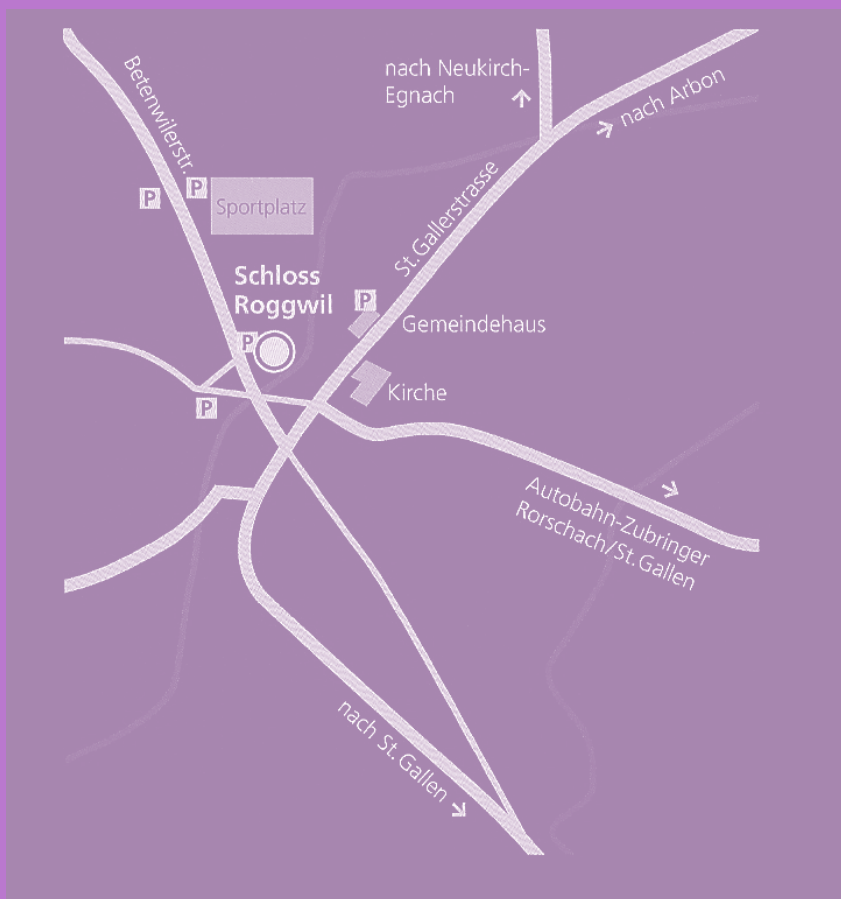 nach Neukirch-
Egnach
nach Arbon
Betenwilerstr.
P
P
Sportplatz
St.Gallerstrasse
Schloss
Roggwil
P
Gemeindehaus
P
Kirche
P
Autobahn-Zubringer
Rorschach/St.Gallen
nach St.Gallen